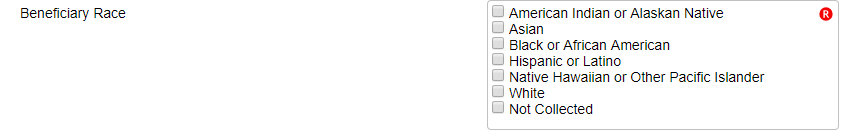 Beneficiary Race
American Indian or Alaskan Native R
Asian
Black or African American
Hispanic or Latino
Native Hawaiian or Other Pacific Islander
White
Not Collected